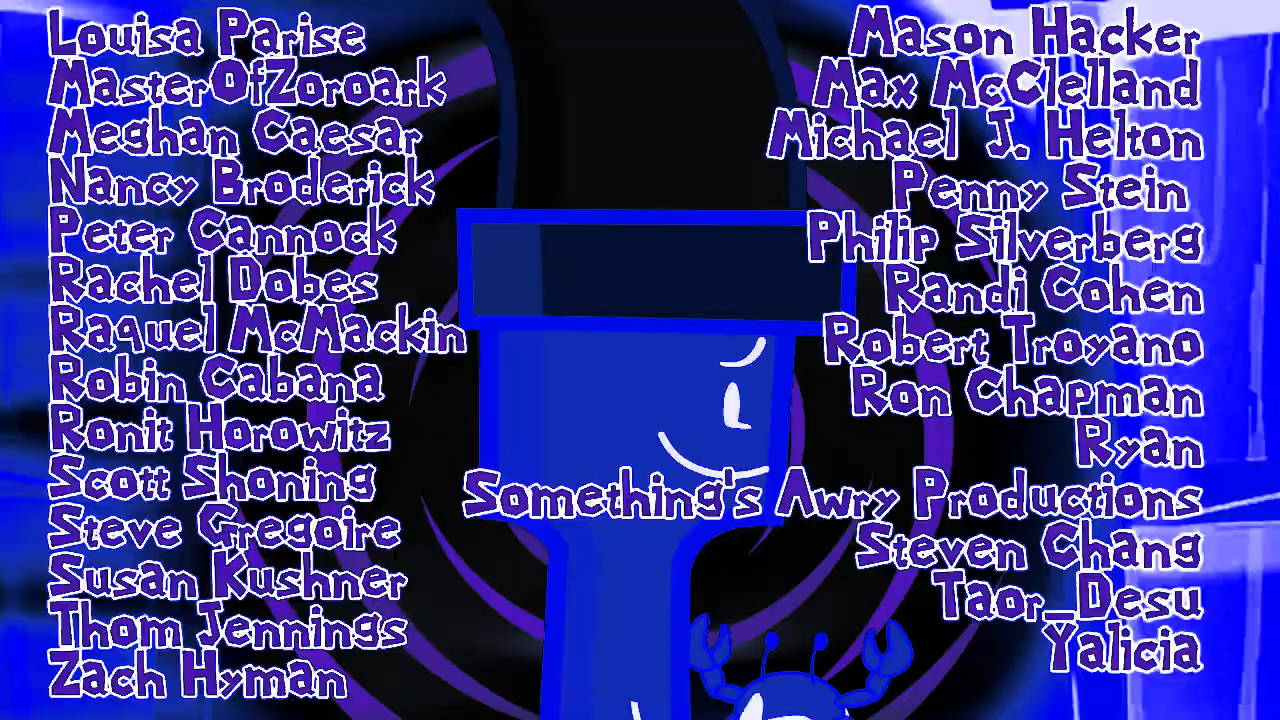 Louisa Parise
MasterOfZoroark
Meghan Caesar
Nancy Broderick
Peter Cannock
Rachel Dobes
Raquel McMackin
Robin Cabana
Ronit Horowitz
Scott Shoning
Steve Gregoire
Susan Kushner
Thom Jennings
Zach Hyman
Mason Hacker
Max McClelland
Michael J. Helton
Penny Stein
Philip Silverberg
Randi Cohen
Robert Troyano
Ron Chapman
Ryan
Something's Awry Productions
Steven Chang
Taor_Desu
Yalicia